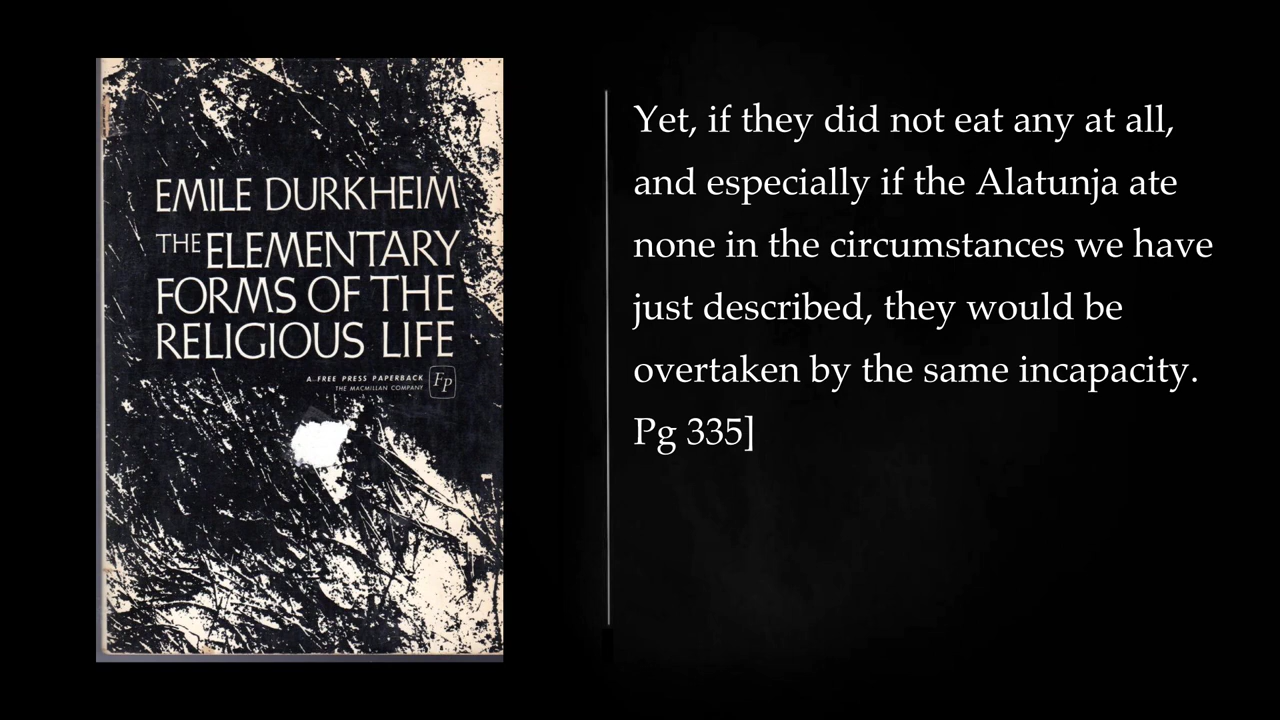 EMILE DURKHEIM
THE ELEMENTARY
FORMS OF THE
RELIGIOUS LIFE
A FREE PRESS PAPERBACK
THE MACMILLAN COMPANY
Fp
Yet, if they did not eat any at all,
and especially if the Alatunja ate
none in the circumstances we have
just described, they would be
overtaken by the same incapacity.
Pg 335]